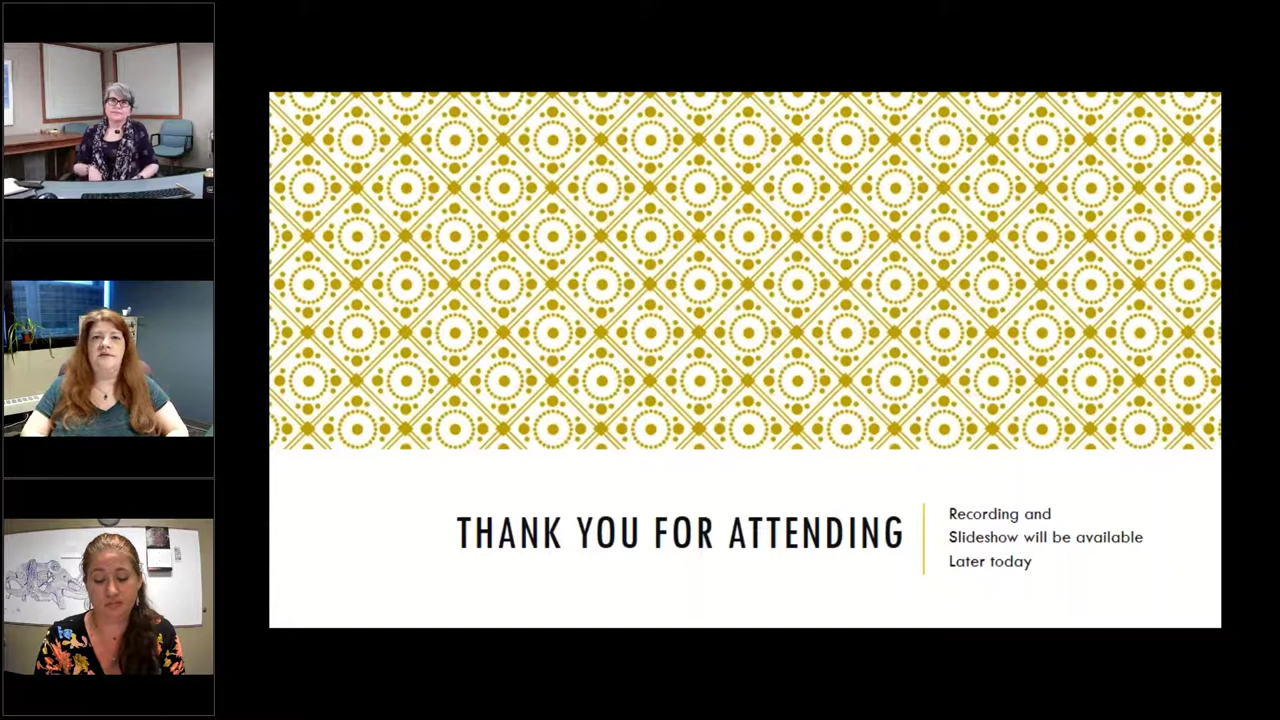 THANK YOU FOR ATTENDING
Recording and
Slideshow will be available
Later today